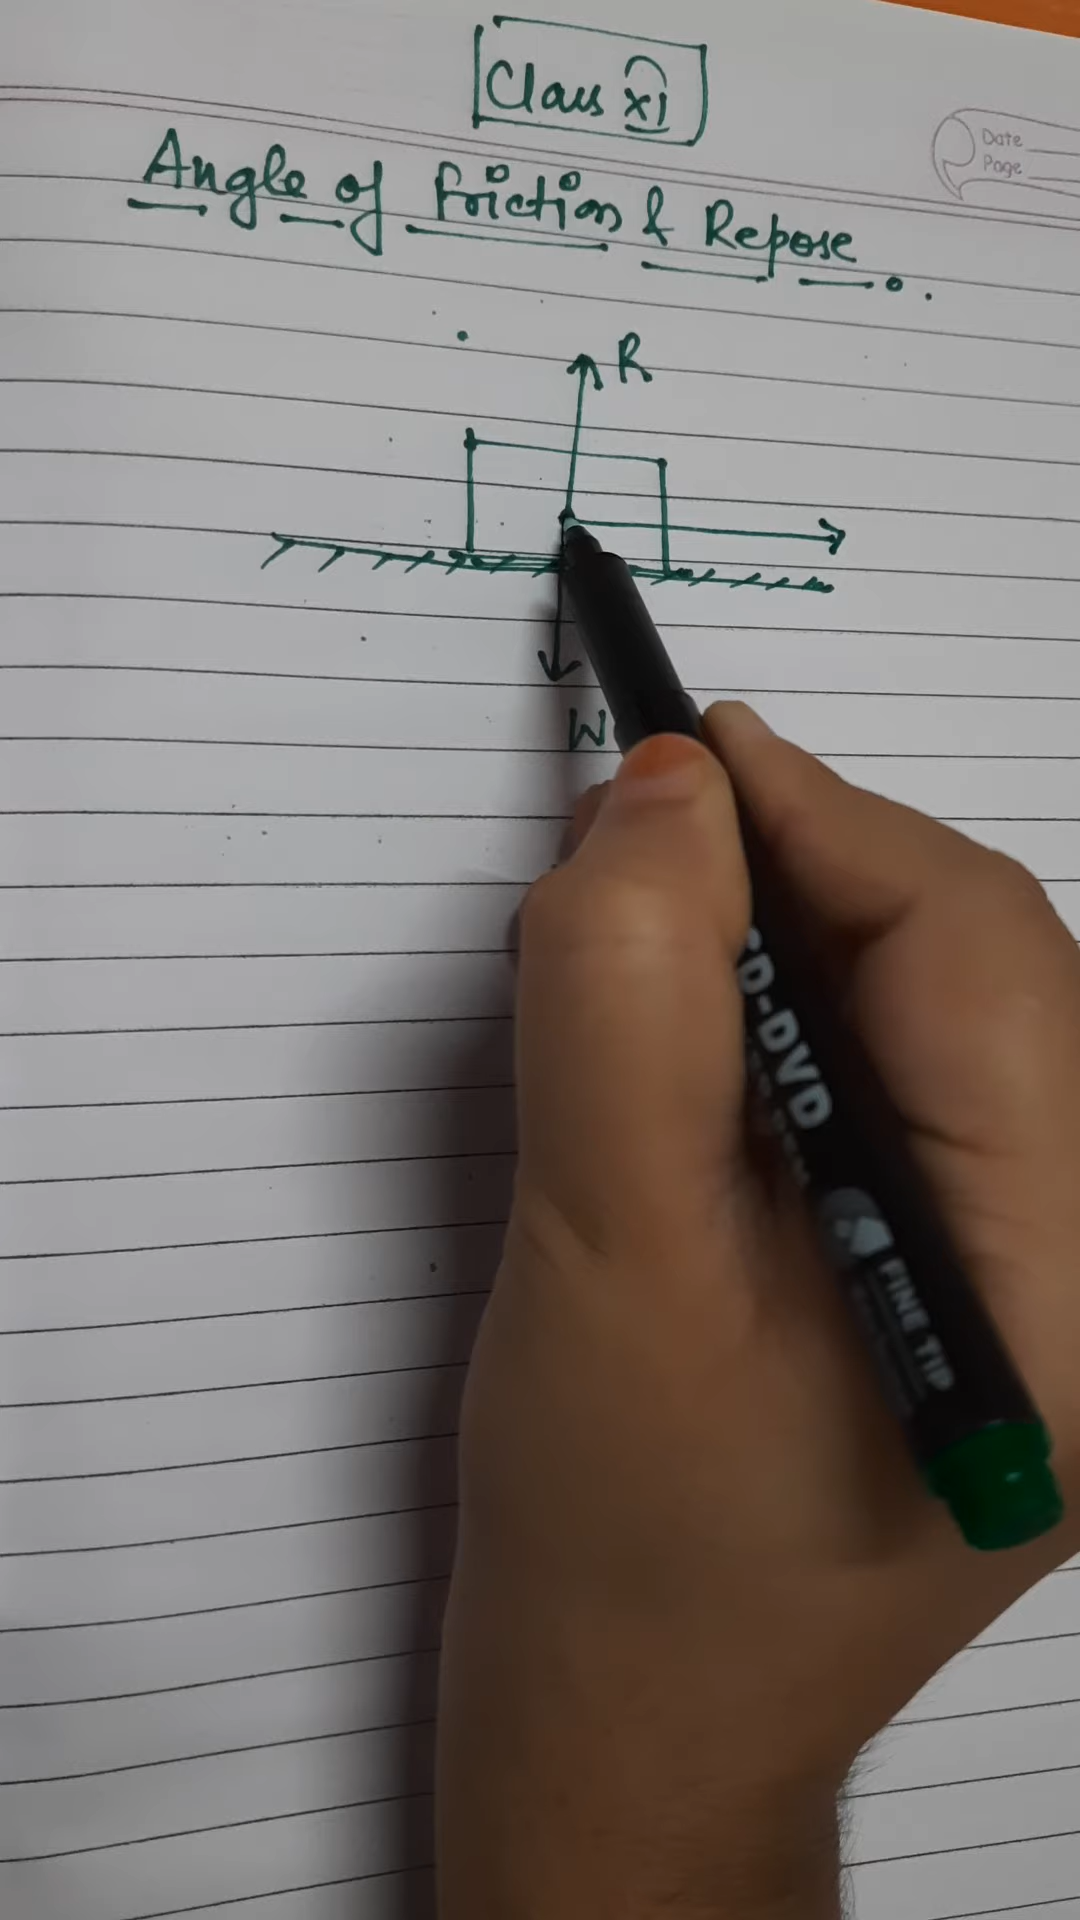 Class XI
Date
Page
Angle of Friction & Repose.
R
W
CD-DVD
FINE TIP